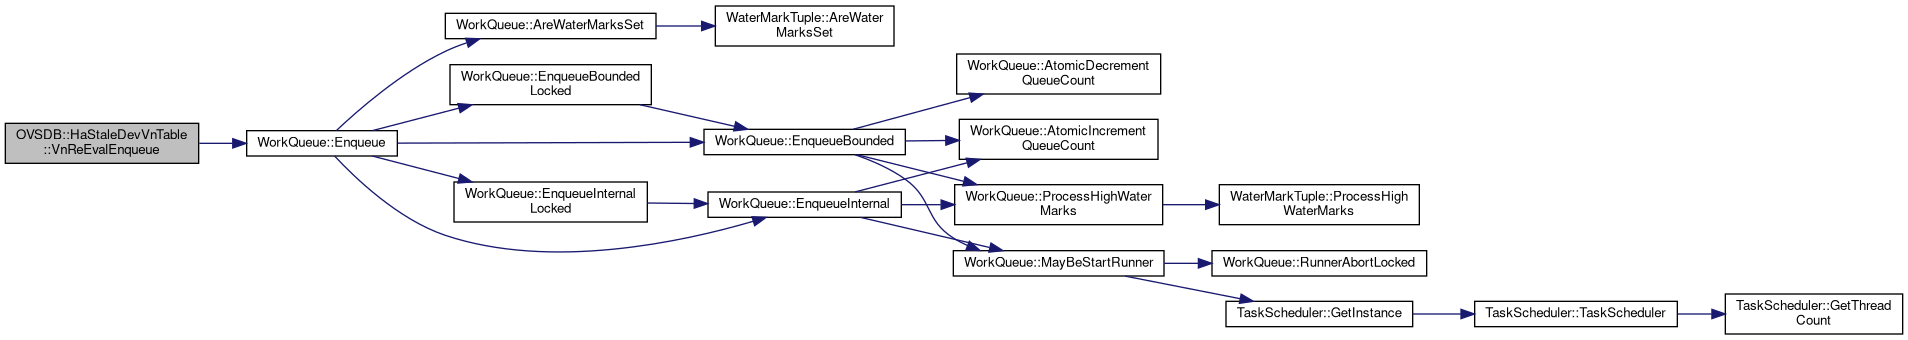 OVSDB::HaStaleDevVnTable
::VnReEvalEnqueue
WorkQueue::Enqueue
WorkQueue::AreWaterMarksSet
WaterMarkTuple::AreWater
MarksSet
WorkQueue::EnqueueBounded
Locked
WorkQueue::EnqueueBounded
WorkQueue::EnqueueInternal
Locked
WorkQueue::EnqueueInternal
WorkQueue::AtomicDecrement
QueueCount
WorkQueue::AtomicIncrement
QueueCount
WorkQueue::ProcessHighWater
Marks
WaterMarkTuple::ProcessHigh
WaterMarks
WorkQueue::MayBeStartRunner
WorkQueue::RunnerAbortLocked
TaskScheduler::GetInstance
TaskScheduler::TaskScheduler
TaskScheduler::GetThread
Count